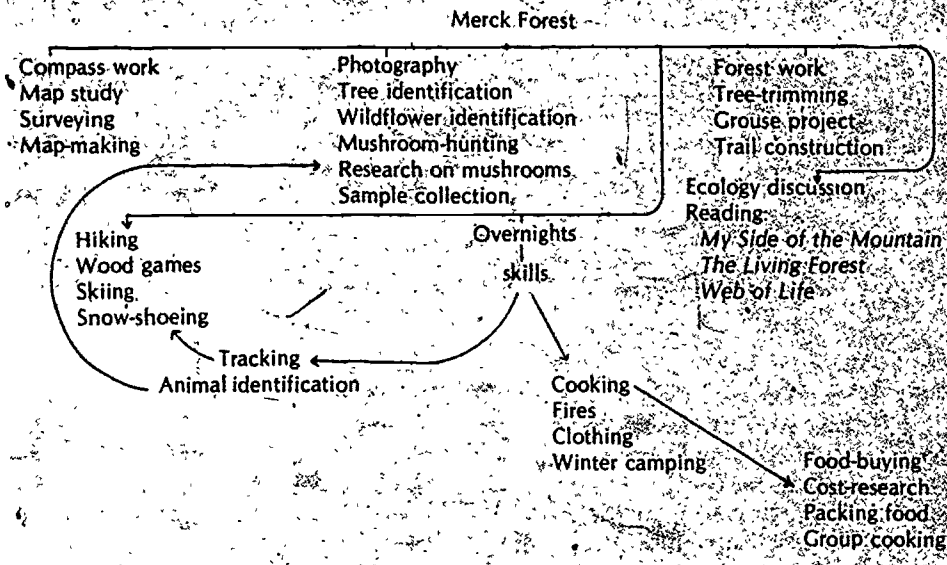 Merck Forest
Compass work
Map study
Surveying
Map-making
Photography
Tree identification
Wildflower identification
Mushroom-hunting
Research on mushrooms
Sample collection
Forest work
Tree-trimming
Grouse project
Trail construction
Ecology discussion
Reading
My Side of the Mountain
The Living Forest
Web of Life
Hiking
Wood games
Skiing
Snow-shoeing
Overnights
skills
Tracking
Animal identification
Cooking
Fires
Clothing
Winter camping
Food-buying
Cost-research
Packing food
Group cooking